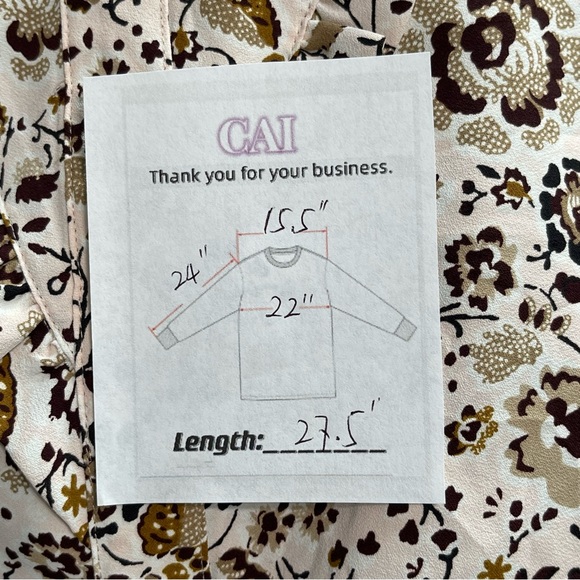 CAI
Thank you for your business.
15.5"
24"
22"
Length: 27.5"